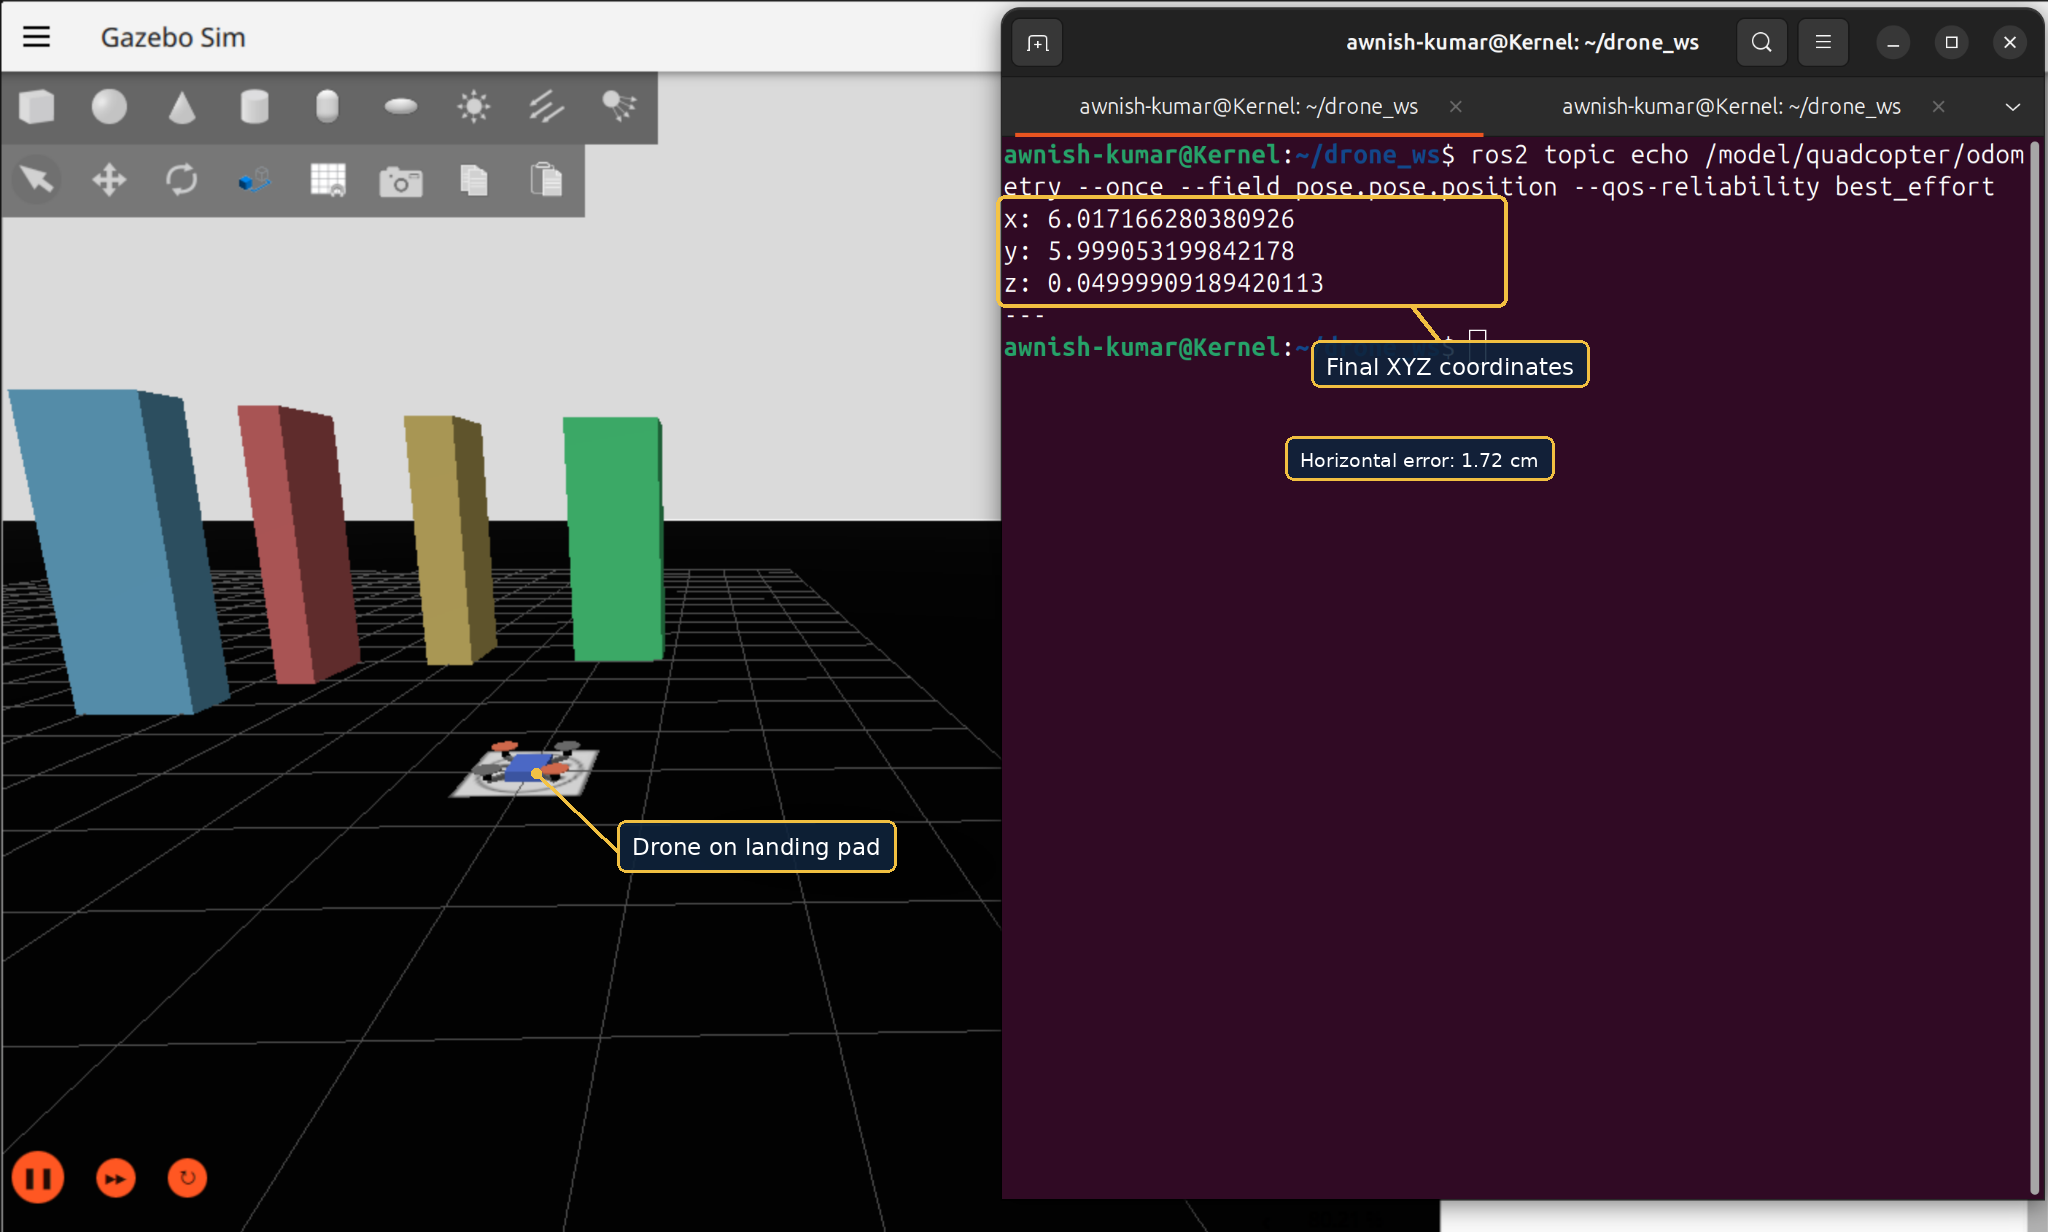 Gazebo Sim
awnish-kumar@Kernel: ~/drone_ws
awnish-kumar@Kernel: ~/drone_ws
awnish-kumar@Kernel: ~/drone_ws
awnish-kumar@Kernel:~/drone_ws$ ros2 topic echo /model/quadcopter/odom
etry --once --field pose.pose.position --qos-reliability best_effort
x: 6.017166280380926
y: 5.999053199842178
z: 0.04999909189420113
---
awnish-kumar@Kernel:~/drone_ws$
Final XYZ coordinates
Horizontal error: 1.72 cm
Drone on landing pad